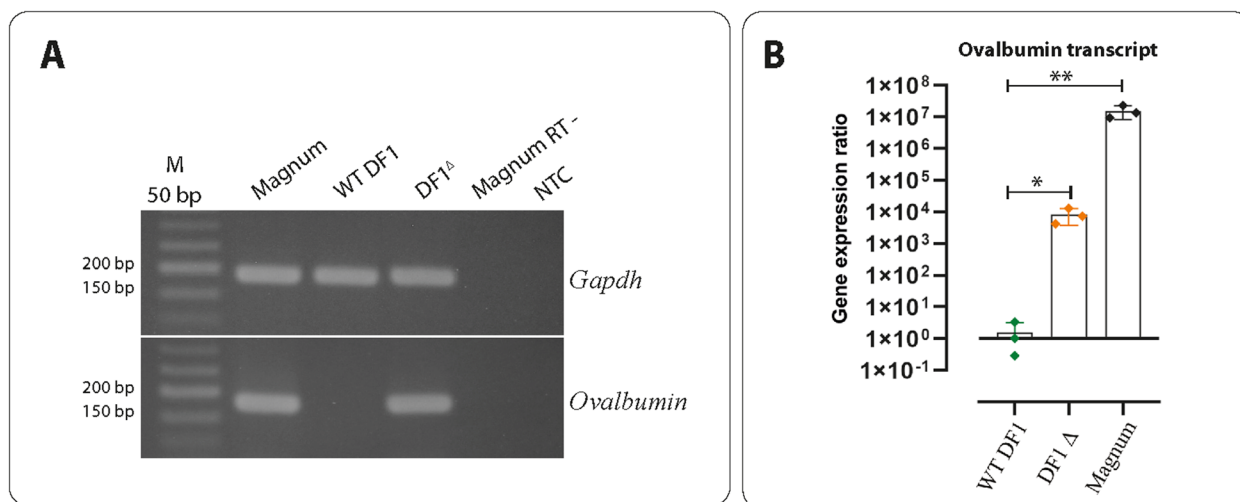 A
M
50 bp
Magnum
WT DF1
DF1Δ
Magnum RT -
NTC
200 bp
150 bp
Gapdh
200 bp
150 bp
Ovalbumin
B
Ovalbumin transcript
Gene expression ratio
**
*
1×10⁸
1×10⁷
1×10⁶
1×10⁵
1×10⁴
1×10³
1×10²
1×10¹
1×10⁰
1×10⁻¹
WT DF1
DF1 Δ
Magnum